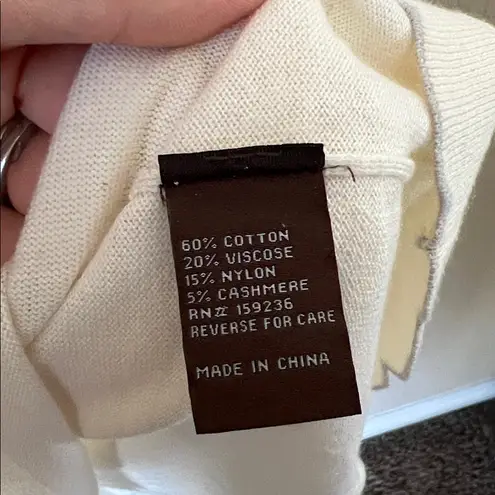 60% COTTON
20% VISCOSE
15% NYLON
5% CASHMERE
RN# 159236
REVERSE FOR CARE
MADE IN CHINA